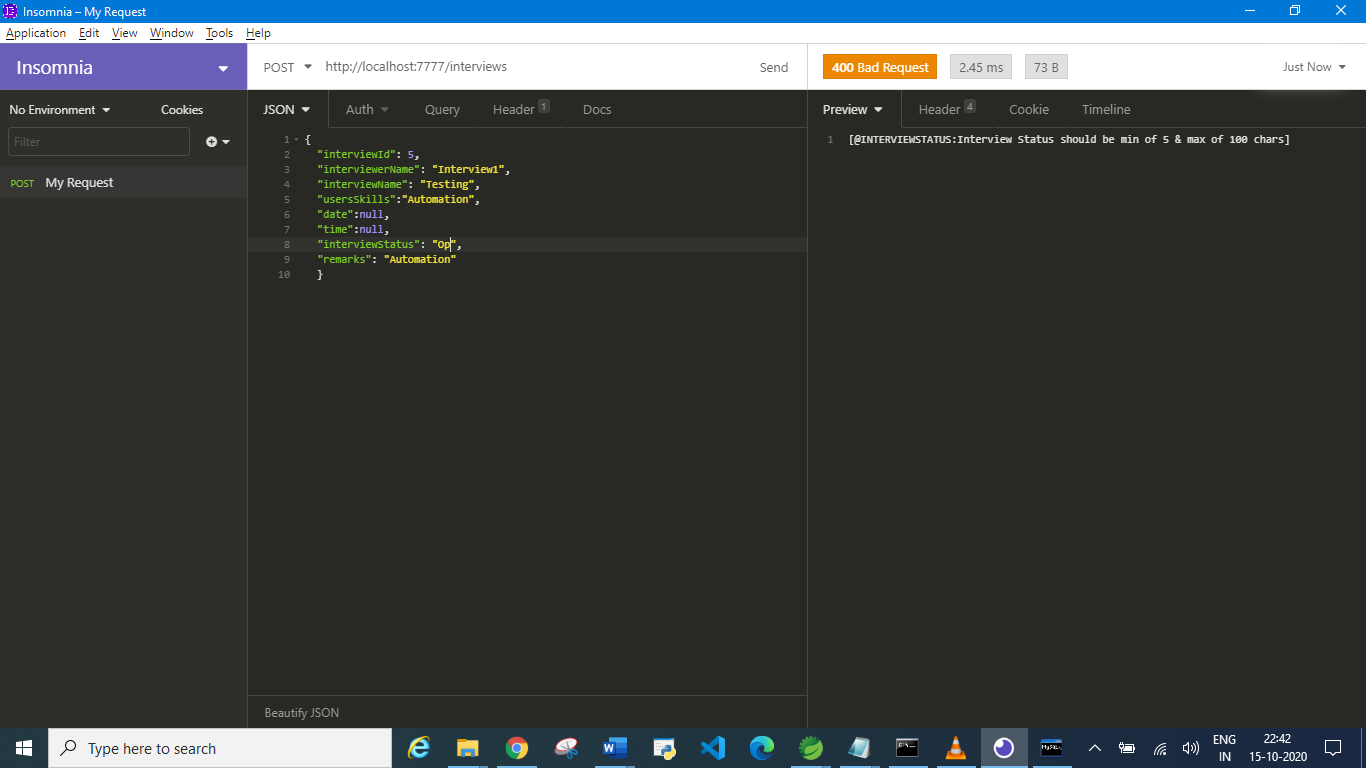 Insomnia – My Request
Application Edit View Window Tools Help
Insomnia
POST http://localhost:7777/interviews Send
400 Bad Request 2.45 ms 73 B Just Now
No Environment Cookies
JSON Auth Query Header 1 Docs
Preview Header 4 Cookie Timeline
Filter
POST My Request
1 {
2 "interviewId": 5,
3 "interviewerName": "Interview1",
4 "interviewName": "Testing",
5 "usersSkills":"Automation",
6 "date":null,
7 "time":null,
8 "interviewStatus": "Op",
9 "remarks": "Automation"
10 }
1 [@INTERVIEWSTATUS:Interview Status should be min of 5 & max of 100 chars]
Beautify JSON
Type here to search
ENG
IN
22:42
15-10-2020